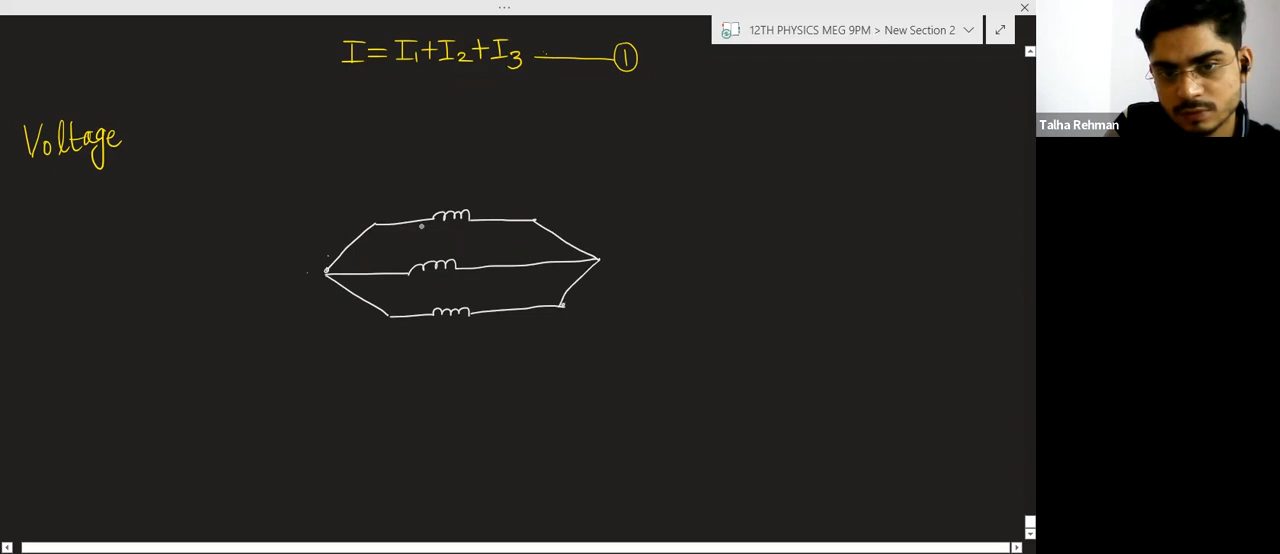 12TH PHYSICS MEG 9PM > New Section 2
I = I₁ + I₂ + I₃ ——— ①
Talha Rehman
Voltage